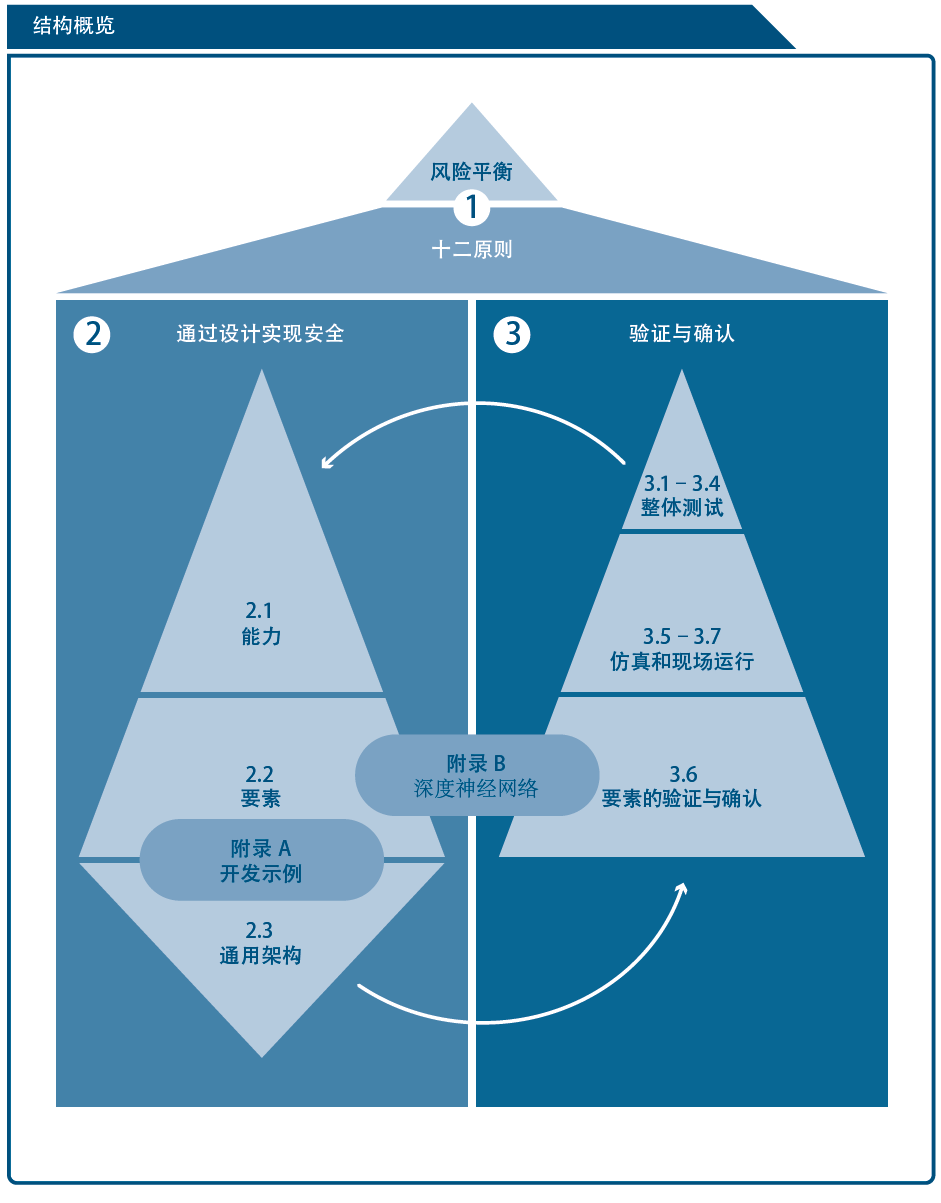 结构概览
风险平衡
1
十二原则
2
通过设计实现安全
3
验证与确认
2.1
能力
2.2
要素
附录 A
开发示例
2.3
通用架构
附录 B
深度神经网络
3.1 – 3.4
整体测试
3.5 – 3.7
仿真和现场运行
3.6
要素的验证与确认